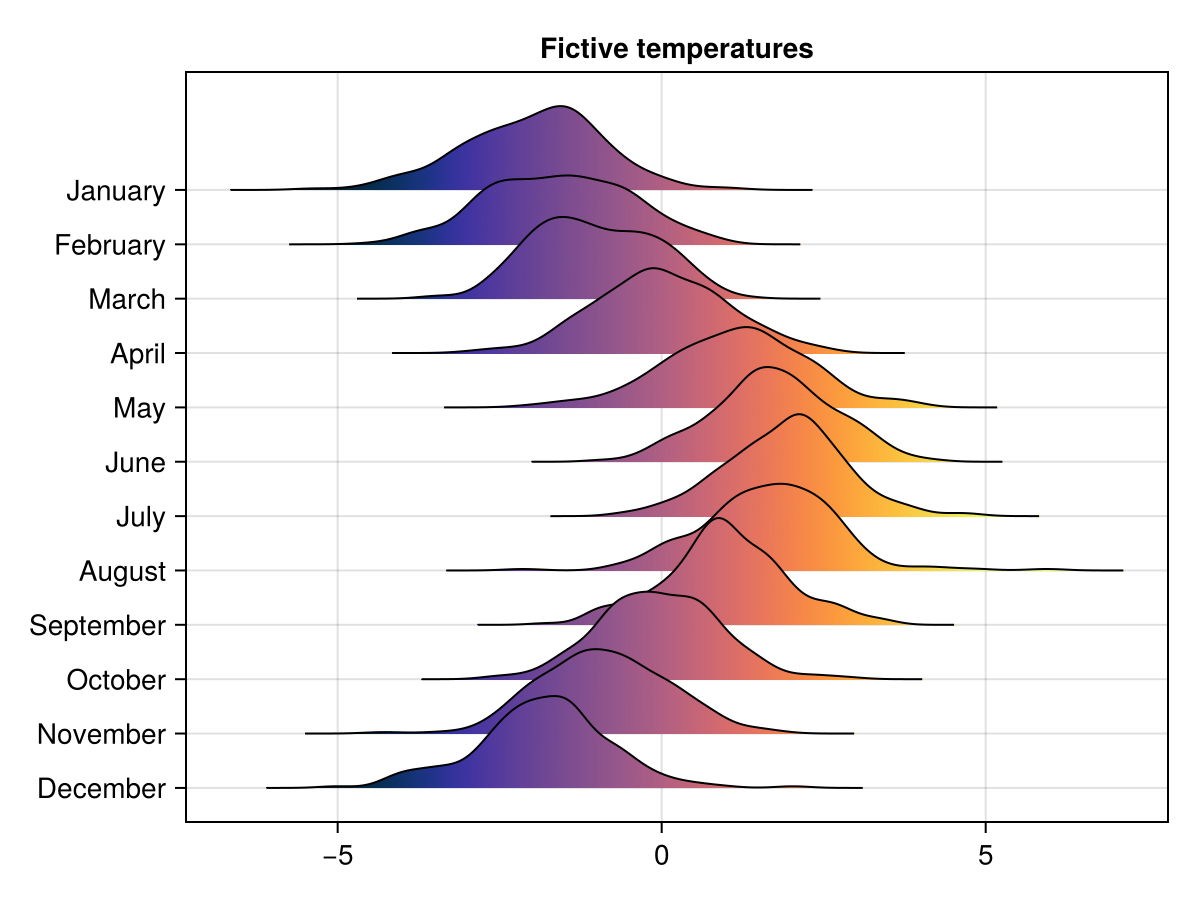 Fictive temperatures
January
February
March
April
May
June
July
August
September
October
November
December
−5
0
5